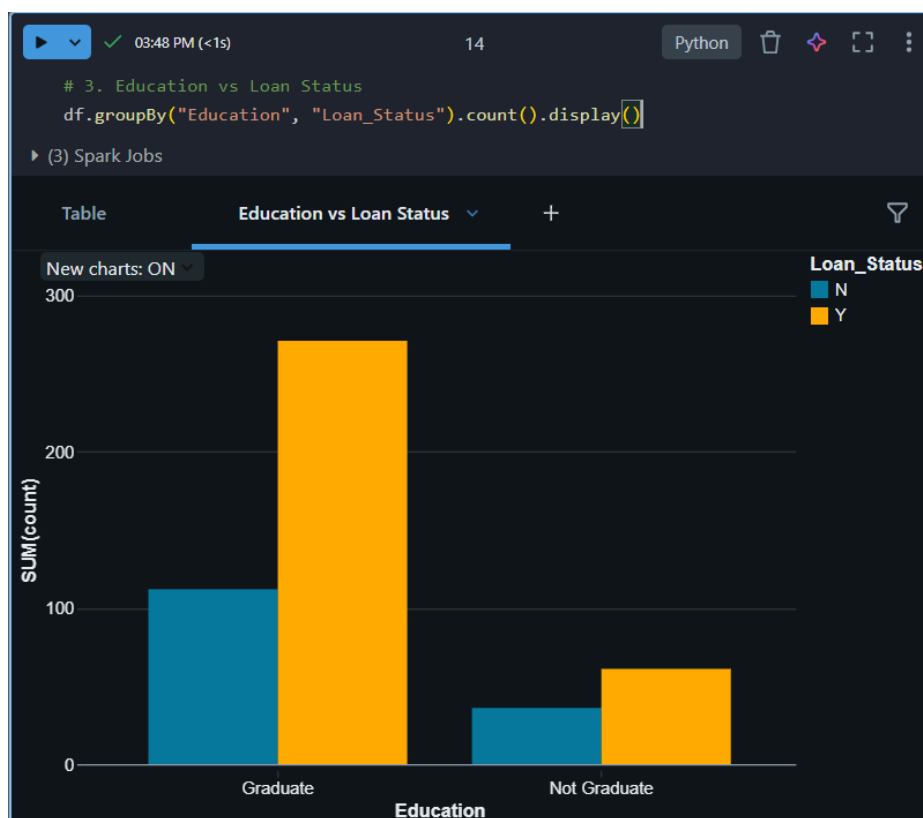 03:48 PM (<1s)
14
Python
# 3. Education vs Loan Status
df.groupBy("Education", "Loan_Status").count().display()
(3) Spark Jobs
Table
Education vs Loan Status
+
New charts: ON
Loan_Status
N
Y
300
200
100
0
SUM(count)
Graduate
Not Graduate
Education